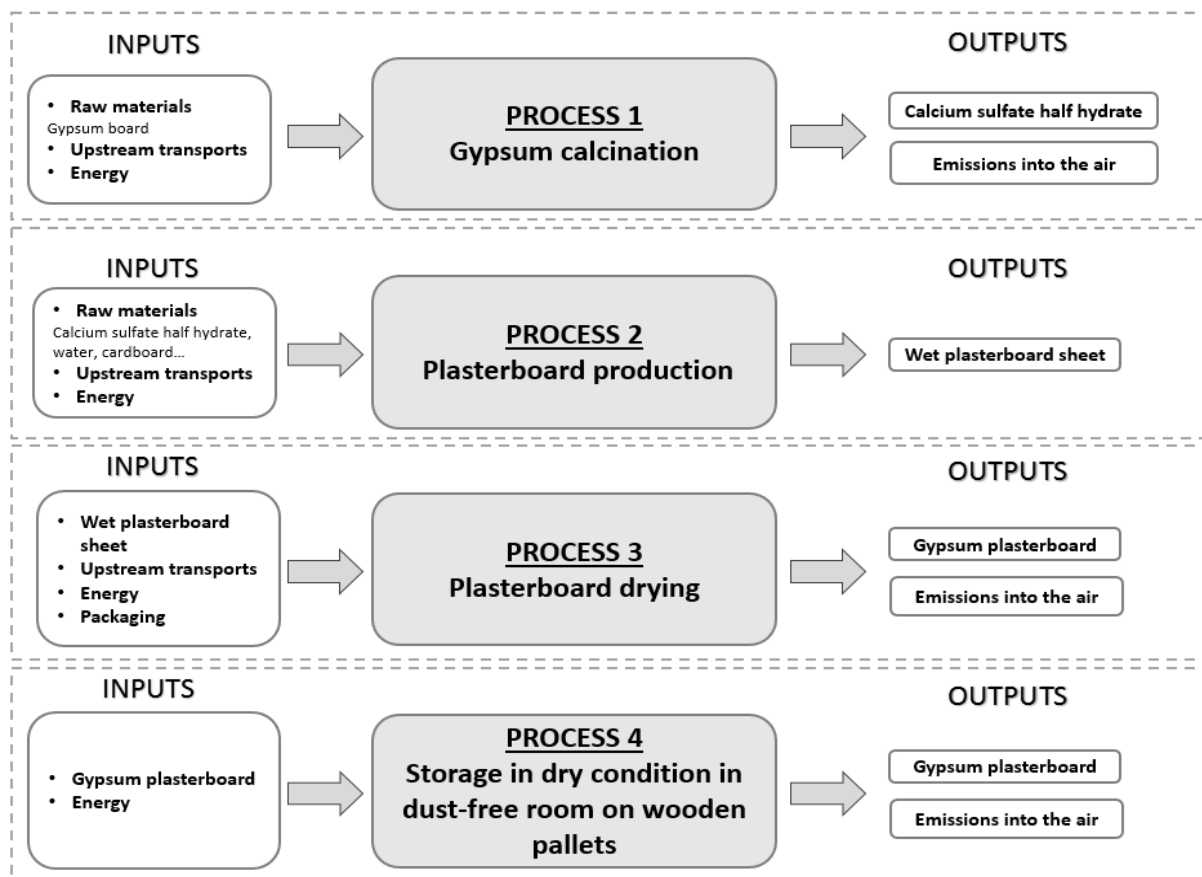 INPUTS
• Raw materials
Gypsum board
• Upstream transports
• Energy
PROCESS 1
Gypsum calcination
OUTPUTS
Calcium sulfate half hydrate
Emissions into the air
INPUTS
• Raw materials
Calcium sulfate half hydrate,
water, cardboard...
• Upstream transports
• Energy
PROCESS 2
Plasterboard production
OUTPUTS
Wet plasterboard sheet
INPUTS
• Wet plasterboard
sheet
• Upstream transports
• Energy
• Packaging
PROCESS 3
Plasterboard drying
OUTPUTS
Gypsum plasterboard
Emissions into the air
INPUTS
• Gypsum plasterboard
• Energy
PROCESS 4
Storage in dry condition in
dust-free room on wooden
pallets
OUTPUTS
Gypsum plasterboard
Emissions into the air